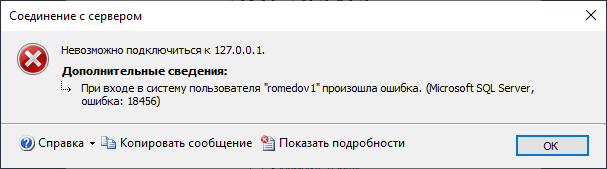 Соединение с сервером
Невозможно подключиться к 127.0.0.1.
Дополнительные сведения:
При входе в систему пользователя "romedov1" произошла ошибка. (Microsoft SQL Server,
ошибка: 18456)
Справка Копировать сообщение Показать подробности OK